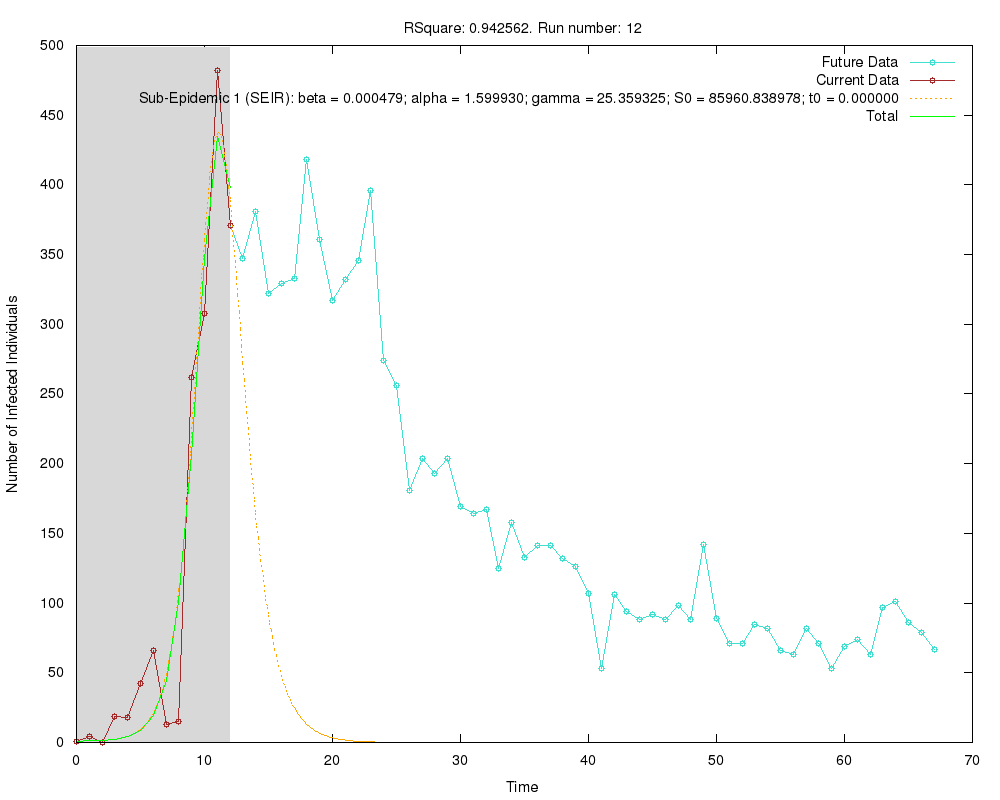 RSquare: 0.942562. Run number: 12
Future Data
Current Data
Sub-Epidemic 1 (SEIR): beta = 0.000479; alpha = 1.599930; gamma = 25.359325; S0 = 85960.838978; t0 = 0.000000
Total
Number of Infected Individuals
500
450
400
350
300
250
200
150
100
50
0
0 10 20 30 40 50 60 70
Time